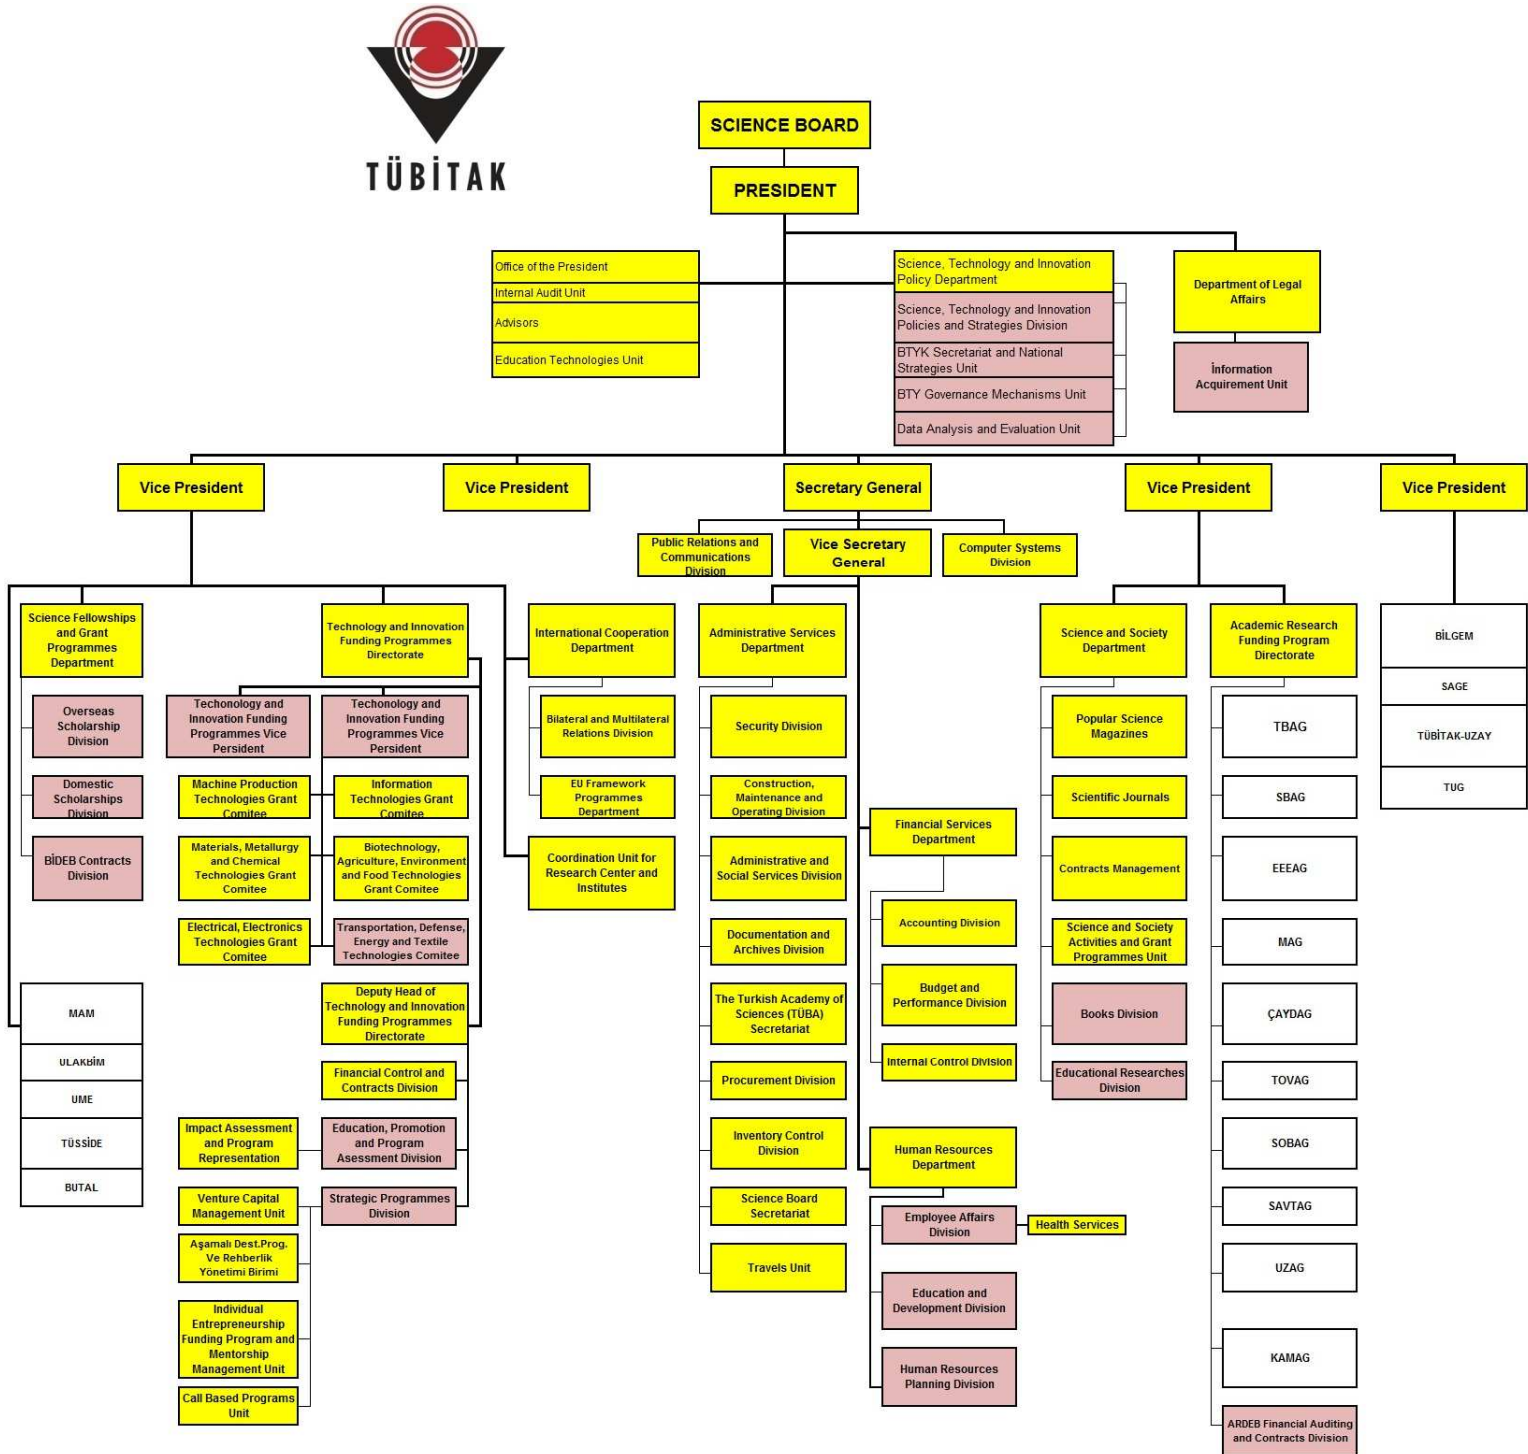 TÜBİTAK
SCIENCE BOARD
PRESIDENT
Office of the President
Internal Audit Unit
Advisors
Education Technologies Unit
Science, Technology and Innovation
Policy Department
Science, Technology and Innovation
Policies and Strategies Division
BTYK Secretariat and National
Strategies Unit
BTY Governance Mechanisms Unit
Data Analysis and Evaluation Unit
Department of Legal
Affairs
İnformation
Acquirement Unit
Vice President
Vice President
Secretary General
Vice President
Vice President
Public Relations and
Communications
Division
Vice Secretary
General
Computer Systems
Division
Science Fellowships
and Grant
Programmes
Department
Overseas
Scholarship
Division
Domestic
Scholarships
Division
BİDEB Contracts
Division
MAM
ULAKBİM
UME
TÜSSİDE
BUTAL
Technology and Innovation
Funding Programmes
Directorate
Techonology and
Innovation Funding
Programmes Vice
Persident
Techonology and
Innovation Funding
Programmes Vice
Persident
Machine Production
Technologies Grant
Comitee
Information
Technologies Grant
Comitee
Materials, Metallurgy
and Chemical
Technologies Grant
Comitee
Biotechnology,
Agriculture, Environment
and Food Technologies
Grant Comitee
Electrical, Electronics
Technologies Grant
Comitee
Transportation, Defense,
Energy and Textile
Technologies Comitee
Deputy Head of
Technology and Innovation
Funding Programmes
Directorate
Financial Control and
Contracts Division
Impact Assessment
and Program
Representation
Education, Promotion
and Program
Asessment Division
Venture Capital
Management Unit
Strategic Programmes
Division
Aşamalı Dest.Prog.
Ve Rehberlik
Yönetimi Birimi
Individual
Entrepreneurship
Funding Program and
Mentorship
Management Unit
Call Based Programs
Unit
International Cooperation
Department
Bilateral and Multilateral
Relations Division
EU Framework
Programmes
Department
Coordination Unit for
Research Center and
Institutes
Administrative Services
Department
Security Division
Construction,
Maintenance and
Operating Division
Administrative and
Social Services Division
Documentation and
Archives Division
The Turkish Academy of
Sciences (TÜBA)
Secretariat
Procurement Division
Inventory Control
Division
Science Board
Secretariat
Travels Unit
Financial Services
Department
Accounting Division
Budget and
Performance Division
Internal Control Division
Human Resources
Department
Employee Affairs
Division
Health Services
Education and
Development Division
Human Resources
Planning Division
Science and Society
Department
Popular Science
Magazines
Scientific Journals
Contracts Management
Science and Society
Activities and Grant
Programmes Unit
Books Division
Educational Researches
Division
Academic Research
Funding Program
Directorate
TBAG
SBAG
EEEAG
MAG
ÇAYDAG
TOVAG
SOBAG
SAVTAG
UZAG
KAMAG
ARDEB Financial Auditing
and Contracts Division
BİLGEM
SAGE
TÜBİTAK-UZAY
TUG